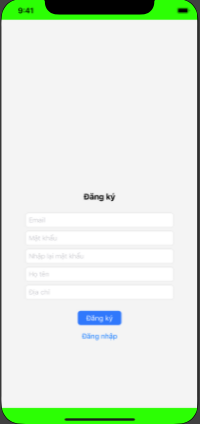 9:41
Đăng ký
Email
Mật khẩu
Nhập lại mật khẩu
Họ tên
Địa chỉ
Đăng ký
Đăng nhập